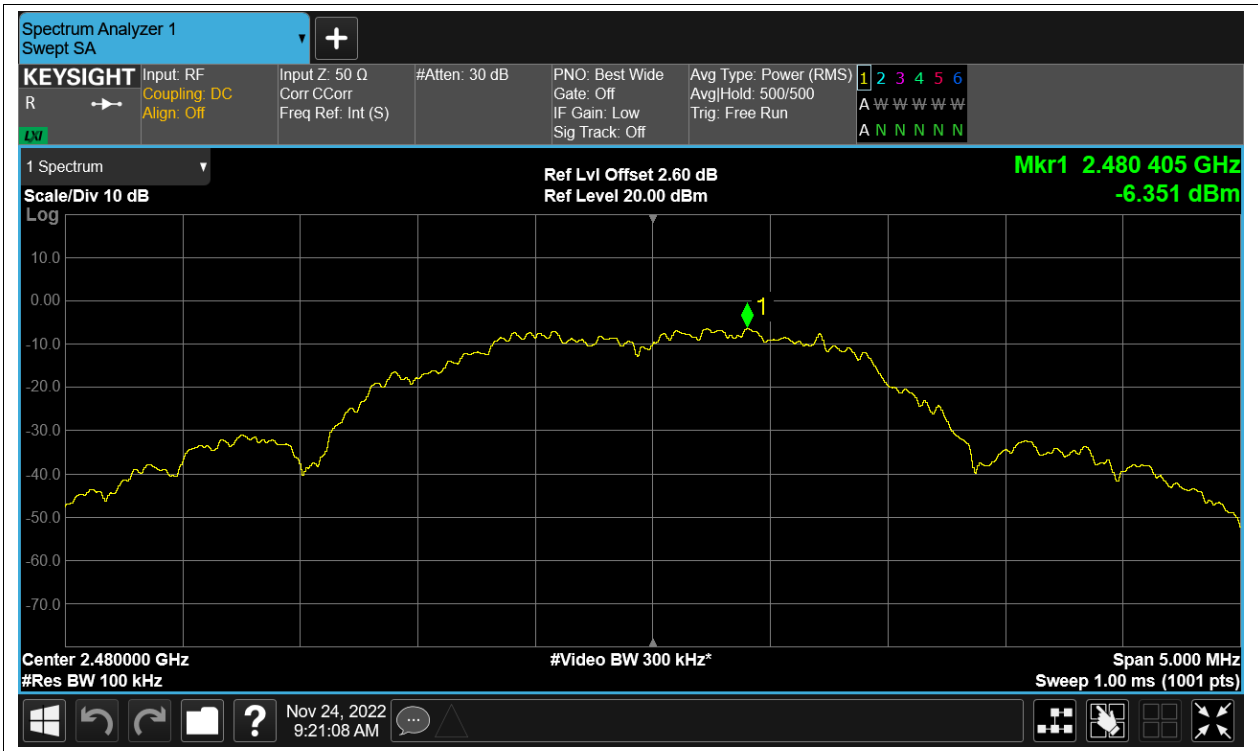 Spectrum Analyzer 1
Swept SA
KEYSIGHT
R
LXI
Input: RF
Coupling: DC
Align: Off
Input Z: 50 Ω
Corr CCorr
Freq Ref: Int (S)
#Atten: 30 dB
PNO: Best Wide
Gate: Off
IF Gain: Low
Sig Track: Off
Avg Type: Power (RMS)
Avg|Hold: 500/500
Trig: Free Run
1 2 3 4 5 6
A W W W W W
A N N N N N
1 Spectrum
Scale/Div 10 dB
Ref Lvl Offset 2.60 dB
Ref Level 20.00 dBm
Mkr1 2.480 405 GHz
-6.351 dBm
Log
10.0
0.00
-10.0
-20.0
-30.0
-40.0
-50.0
-60.0
-70.0
1
Center 2.480000 GHz
#Res BW 100 kHz
#Video BW 300 kHz*
Span 5.000 MHz
Sweep 1.00 ms (1001 pts)
?
Nov 24, 2022
9:21:08 AM